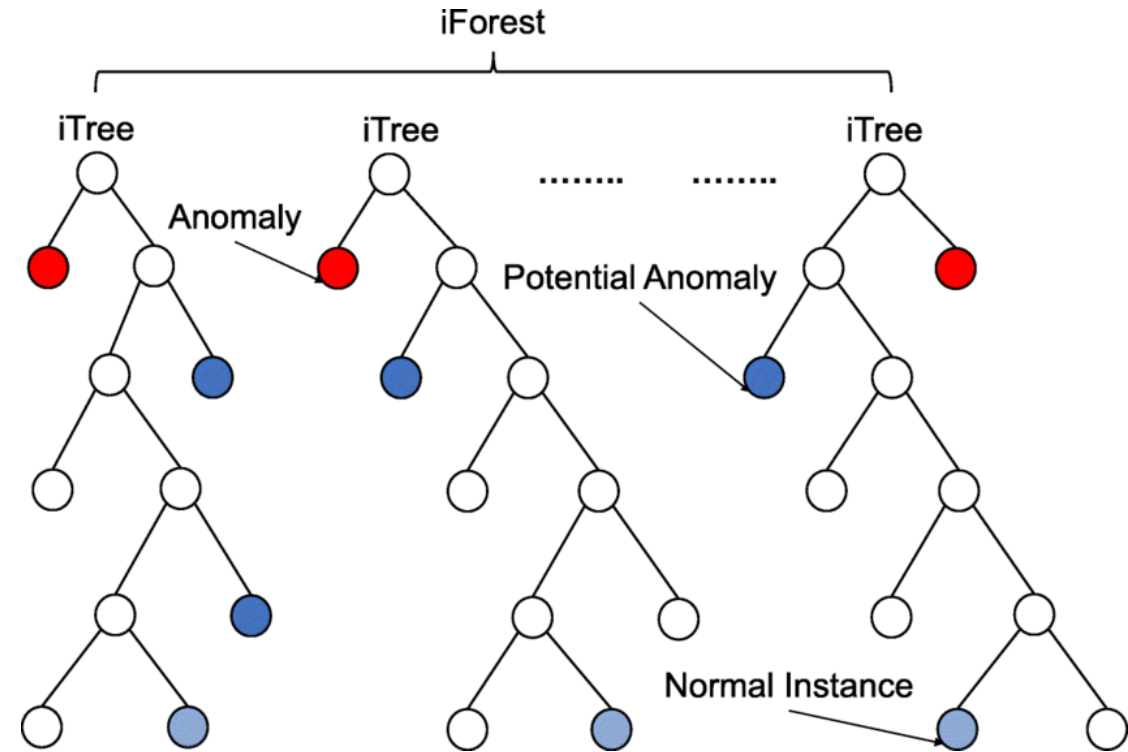 iForest
iTree
iTree
iTree
........
........
Anomaly
Potential Anomaly
Normal Instance